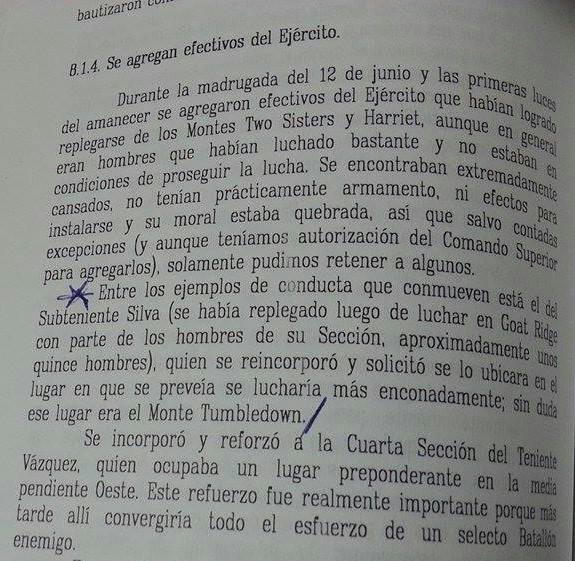 bautizaron
B.1.4. Se agregan efectivos del Ejército.
Durante la madrugada del 12 de junio y las primeras luces
del amanecer se agregaron efectivos del Ejército que habían logrado
replegarse de los Montes Two Sisters y Harriet, aunque en general
eran hombres que habían luchado bastante y no estaban en
condiciones de proseguir la lucha. Se encontraban extremadamente
cansados, no tenían prácticamente armamento, ni efectos para
instalarse y su moral estaba quebrada, así que salvo contadas
excepciones (y aunque teníamos autorización del Comando Superior
para agregarlos), solamente pudimos retener a algunos.
Entre los ejemplos de conducta que conmueven está el del
Subteniente Silva (se había replegado luego de luchar en Goat Ridge
con parte de los hombres de su Sección, aproximadamente unos
quince hombres), quien se reincorporó y solicitó se lo ubicara en el
lugar en que se preveía se lucharía más enconadamente; sin duda
ese lugar era el Monte Tumbledown.
Se incorporó y reforzó a la Cuarta Sección del Teniente
Vázquez, quien ocupaba un lugar preponderante en la media
pendiente Oeste. Este refuerzo fue realmente importante porque más
tarde allí convergiría todo el esfuerzo de un selecto Batallón
enemigo.